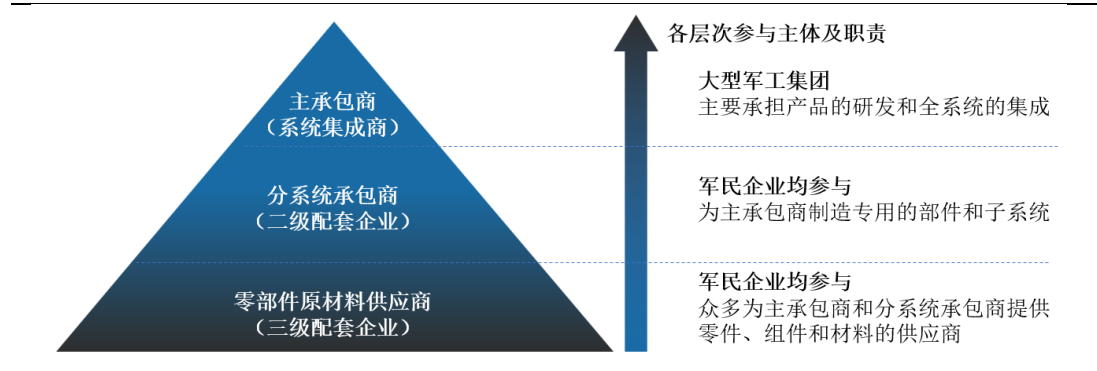 各层次参与主体及职责
主承包商
（系统集成商）
大型军工集团
主要承担产品的研发和全系统的集成
分系统承包商
（二级配套企业）
军民企业均参与
为主承包商制造专用的部件和子系统
零部件原材料供应商
（三级配套企业）
军民企业均参与
众多为主承包商和分系统承包商提供
零件、组件和材料的供应商